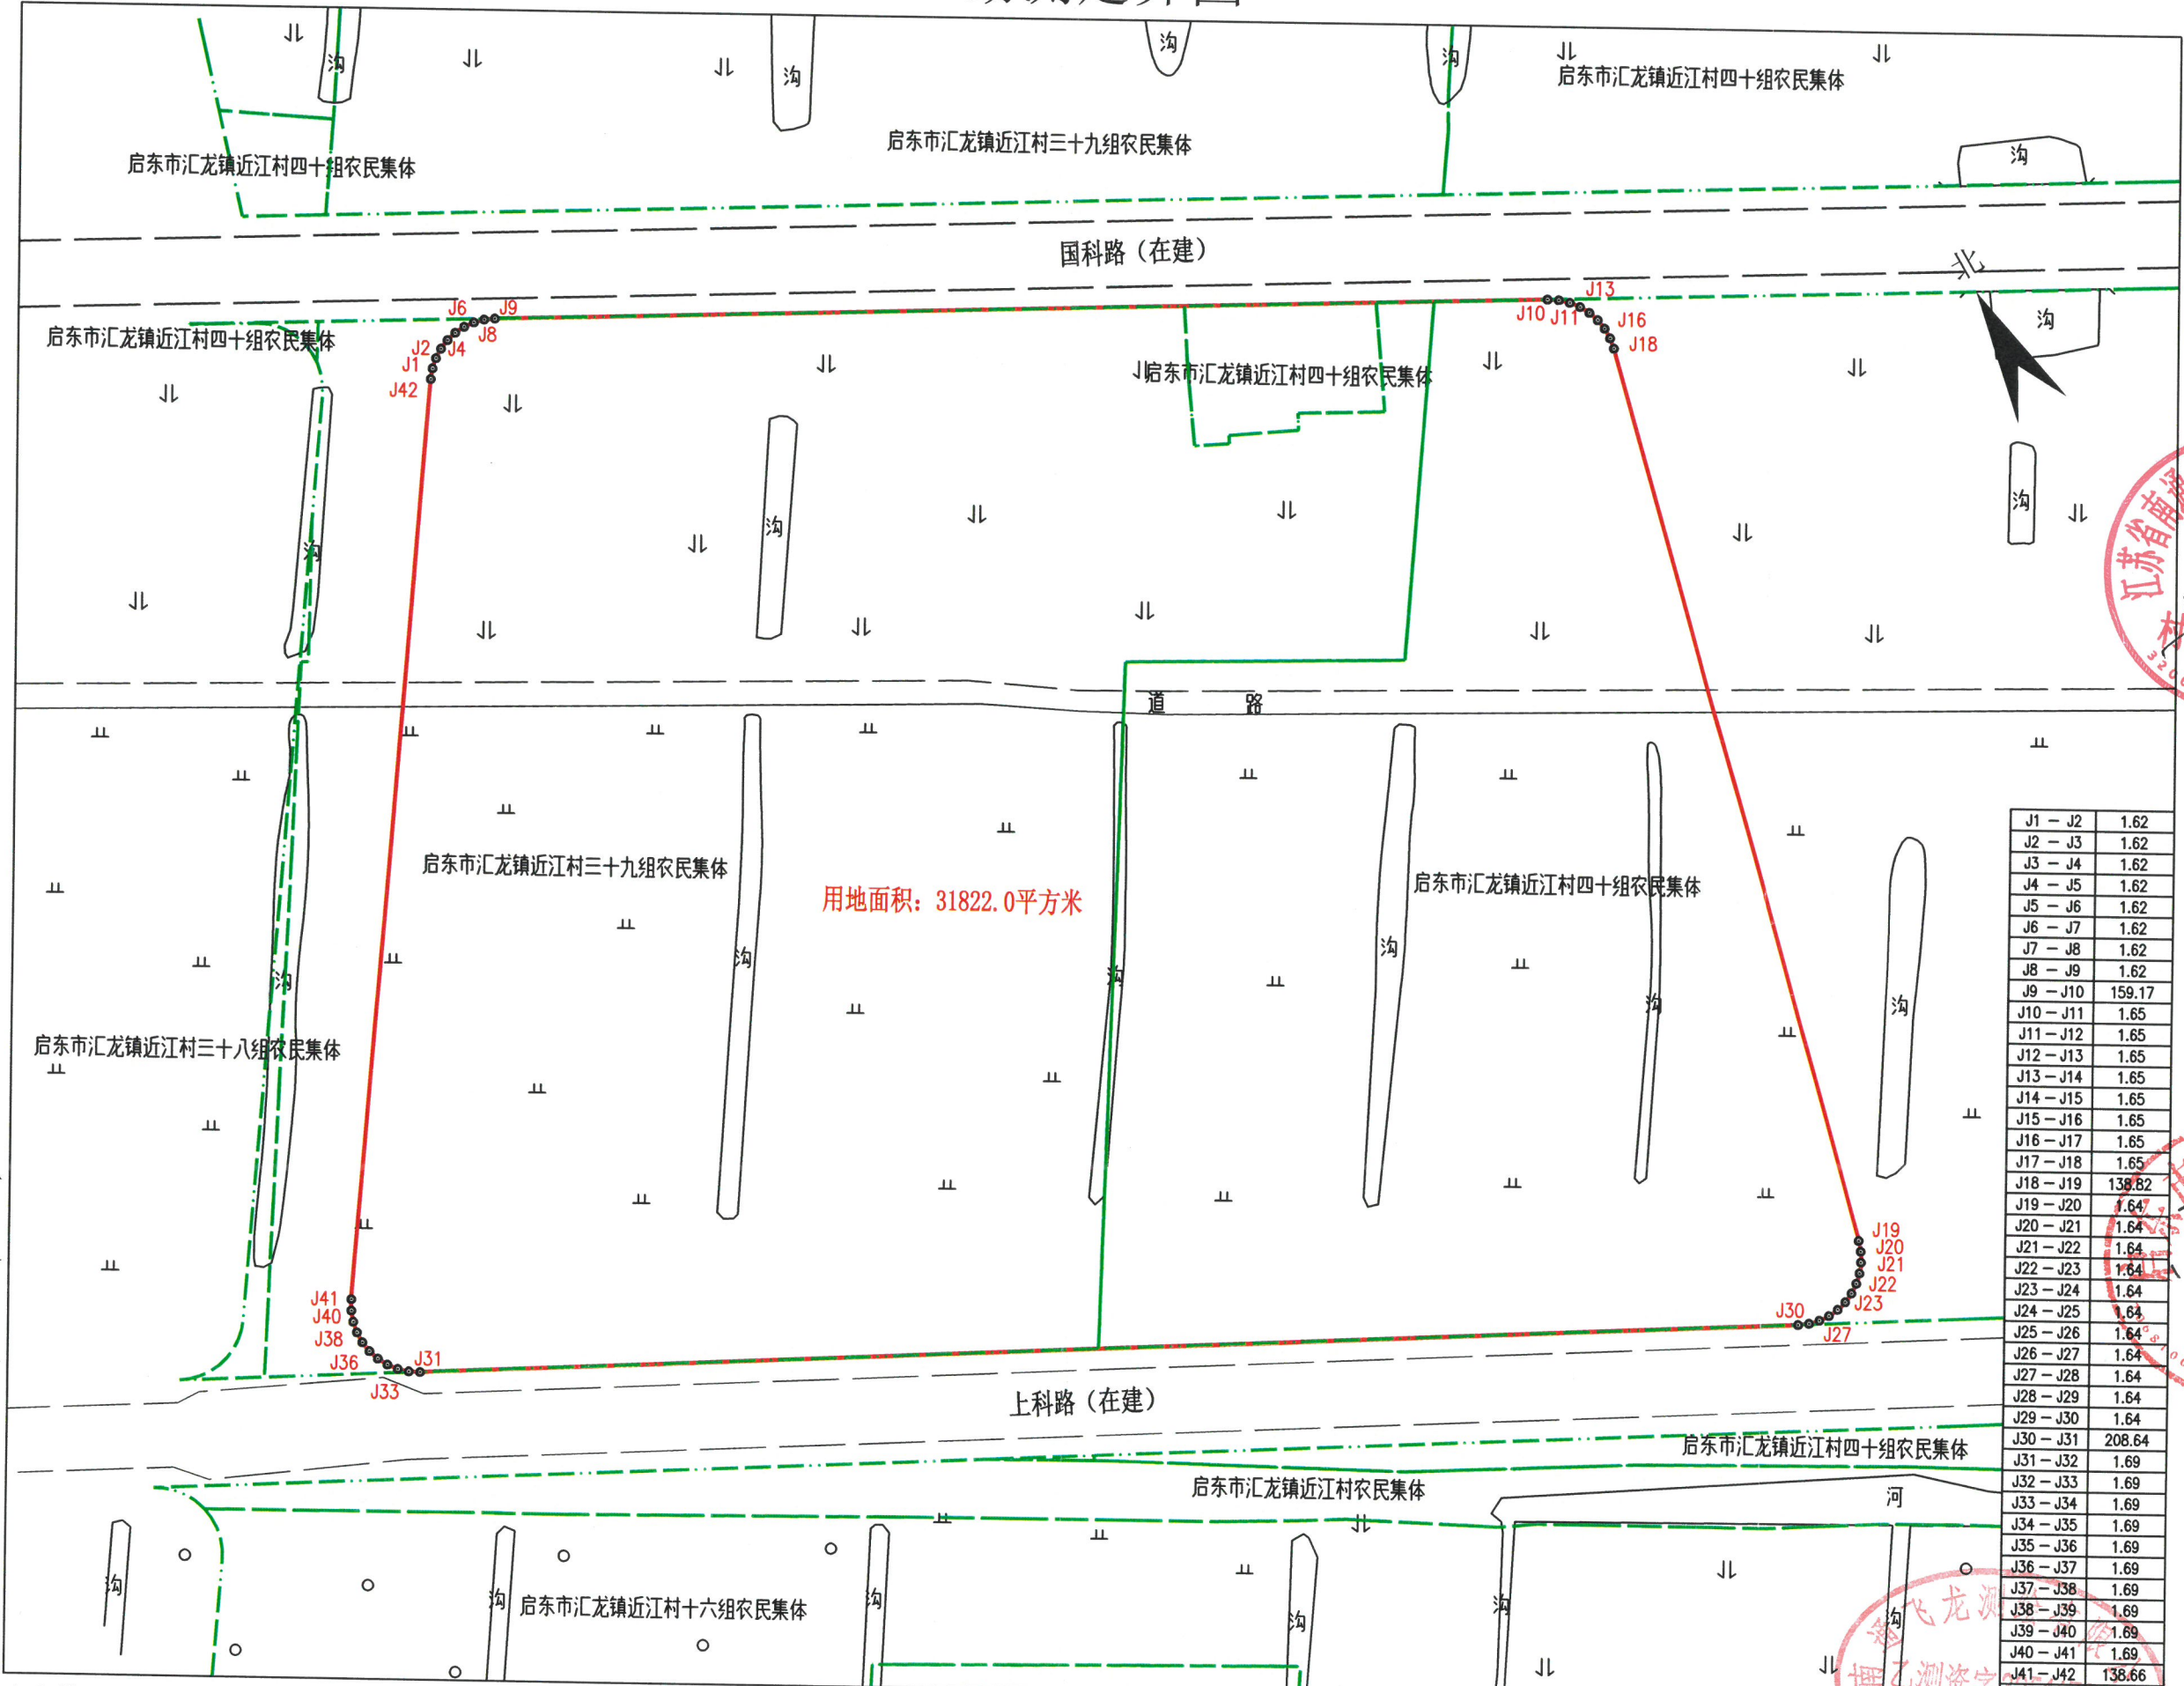 沟
沟
沟
沟
启东市汇龙镇近江村四十组农民集体
启东市汇龙镇近江村三十九组农民集体
启东市汇龙镇近江村四十组农民集体
沟
国科路（在建）
北
启东市汇龙镇近江村四十组农民集体
J6
J9
J8
J2
J4
J1
J42
J13
J10
J11
J16
J18
沟
启东市汇龙镇近江村四十组农民集体
沟
沟
沟
道 路
启东市汇龙镇近江村三十九组农民集体
用地面积：31822.0平方米
启东市汇龙镇近江村四十组农民集体
沟
沟
沟
沟
沟
沟
启东市汇龙镇近江村三十八组农民集体
J19
J20
J21
J22
J23
J30
J27
J41
J40
J38
J36
J31
J33
上科路（在建）
启东市汇龙镇近江村四十组农民集体
启东市汇龙镇近江村农民集体
河
沟
沟
沟
沟
沟
沟
启东市汇龙镇近江村十六组农民集体
J1－J2 1.62
J2－J3 1.62
J3－J4 1.62
J4－J5 1.62
J5－J6 1.62
J6－J7 1.62
J7－J8 1.62
J8－J9 1.62
J9－J10 159.17
J10－J11 1.65
J11－J12 1.65
J12－J13 1.65
J13－J14 1.65
J14－J15 1.65
J15－J16 1.65
J16－J17 1.65
J17－J18 1.65
J18－J19 138.82
J19－J20 1.64
J20－J21 1.64
J21－J22 1.64
J22－J23 1.64
J23－J24 1.64
J24－J25 1.64
J25－J26 1.64
J26－J27 1.64
J27－J28 1.64
J28－J29 1.64
J29－J30 1.64
J30－J31 208.64
J31－J32 1.69
J32－J33 1.69
J33－J34 1.69
J34－J35 1.69
J35－J36 1.69
J36－J37 1.69
J37－J38 1.69
J38－J39 1.69
J39－J40 1.69
J40－J41 1.69
J41－J42 138.66
江苏省南
飞龙测